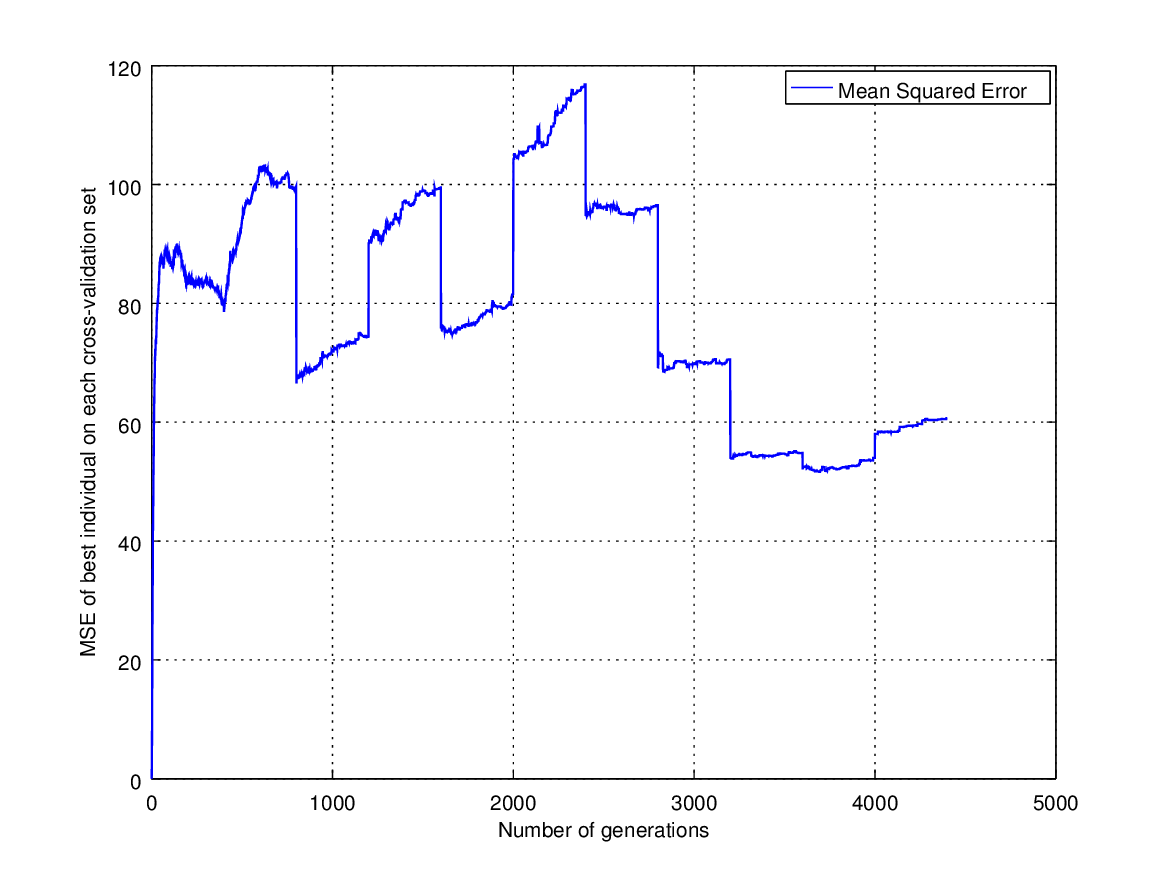 120
100
80
60
40
20
0
0 1000 2000 3000 4000 5000
Number of generations
MSE of best individual on each cross-validation set
Mean Squared Error